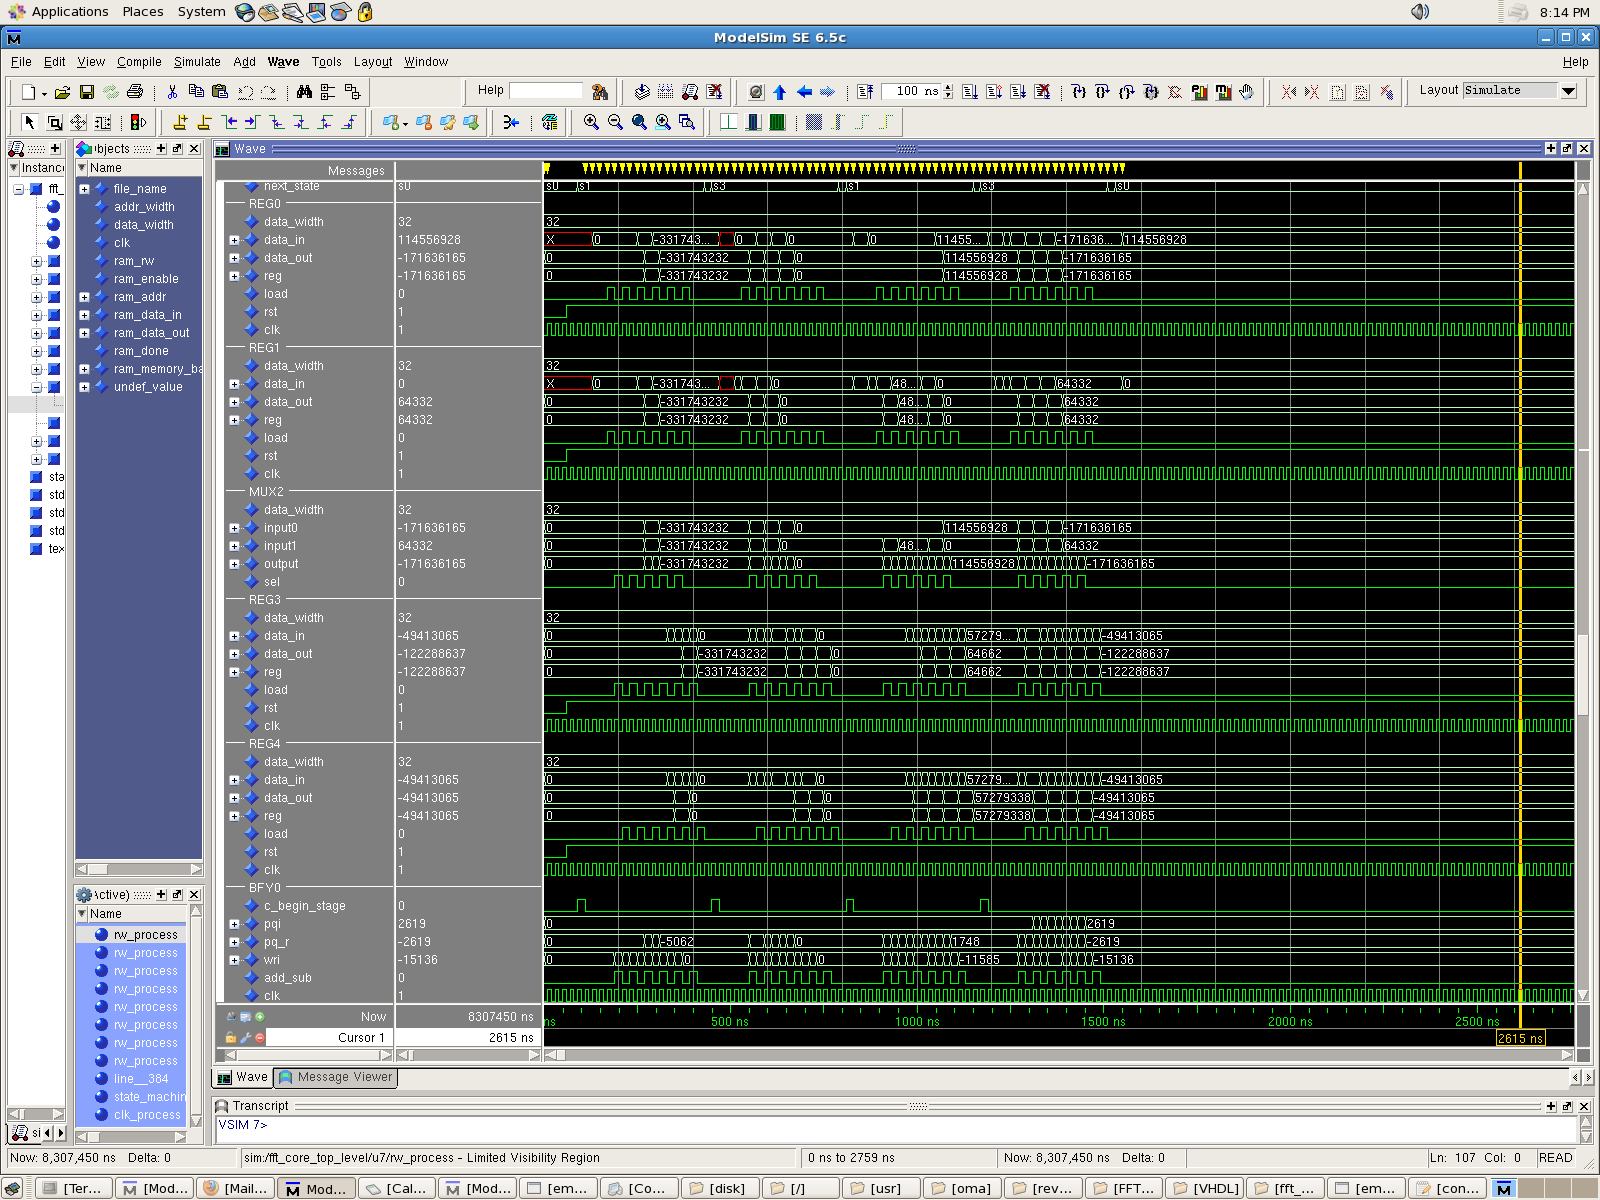 Applications Places System 8:14 PM
ModelSim SE 6.5c
File Edit View Compile Simulate Add Wave Tools Layout Window Help
Help 100 ns Layout Simulate
Objects Wave
Instance Name Messages
next_state s0 s0 s1 s3 s1 s3 s0
fft_ file_name REG0
addr_width data_width 32 32
data_width data_in 114556928 X 0 -331743... 0 0 0 11455... -171636... 114556928
clk data_out -171636165 0 -331743232 0 114556928 -171636165
ram_rw reg -171636165 0 -331743232 0 114556928 -171636165
ram_enable load 0
ram_addr rst 1
ram_data_in clk 1
ram_data_out REG1
ram_done data_width 32 32
ram_memory_ba data_in 0 X 0 -331743... 0 48... 0 64332 0
undef_value data_out 64332 0 -331743232 0 48... 0 64332
reg 64332 0 -331743232 0 48... 0 64332
load 0
rst 1
clk 1
sta MUX2
std data_width 32 32
std input0 -171636165 0 -331743232 0 114556928 -171636165
std input1 64332 0 -331743232 0 48... 0 64332
tex output -171636165 0 -331743232 0 114556928 -171636165
sel 0
REG3
data_width 32 32
data_in -49413065 0 0 0 57279... -49413065
data_out -122288637 0 -331743232 0 64662 -122288637
reg -122288637 0 -331743232 0 64662 -122288637
load 0
rst 1
clk 1
REG4
data_width 32 32
data_in -49413065 0 0 0 57279... -49413065
data_out -49413065 0 0 0 57279338 -49413065
reg -49413065 0 0 0 57279338 -49413065
load 0
rst 1
clk 1
(Active) BFY0
Name c_begin_stage 0
rw_process pqi 2619 0 2619
rw_process pq_r -2619 0 -5062 0 1748 -2619
rw_process wri -15136 0 0 0 -11585 -15136
rw_process add_sub 0
rw_process clk 1
rw_process Now 8307450 ns ns 500 ns 1000 ns 1500 ns 2000 ns 2500 ns
rw_process Cursor 1 2615 ns 2615 ns
rw_process
line__384 Wave Message Viewer
state_machin
clk_process Transcript
si VSIM 7>
Now: 8,307,450 ns Delta: 0 sim:/fft_core_top_level/u7/rw_process - Limited Visibility Region 0 ns to 2759 ns Now: 8,307,450 ns Delta: 0 Ln: 107 Col: 0 READ
[Ter... [Mod... [Mail... Mod... [Cal... [Mod... [em... [Co... [disk] [/] [usr] [oma] [rev... [FFT... [VHDL] [fft_... [em... [con...